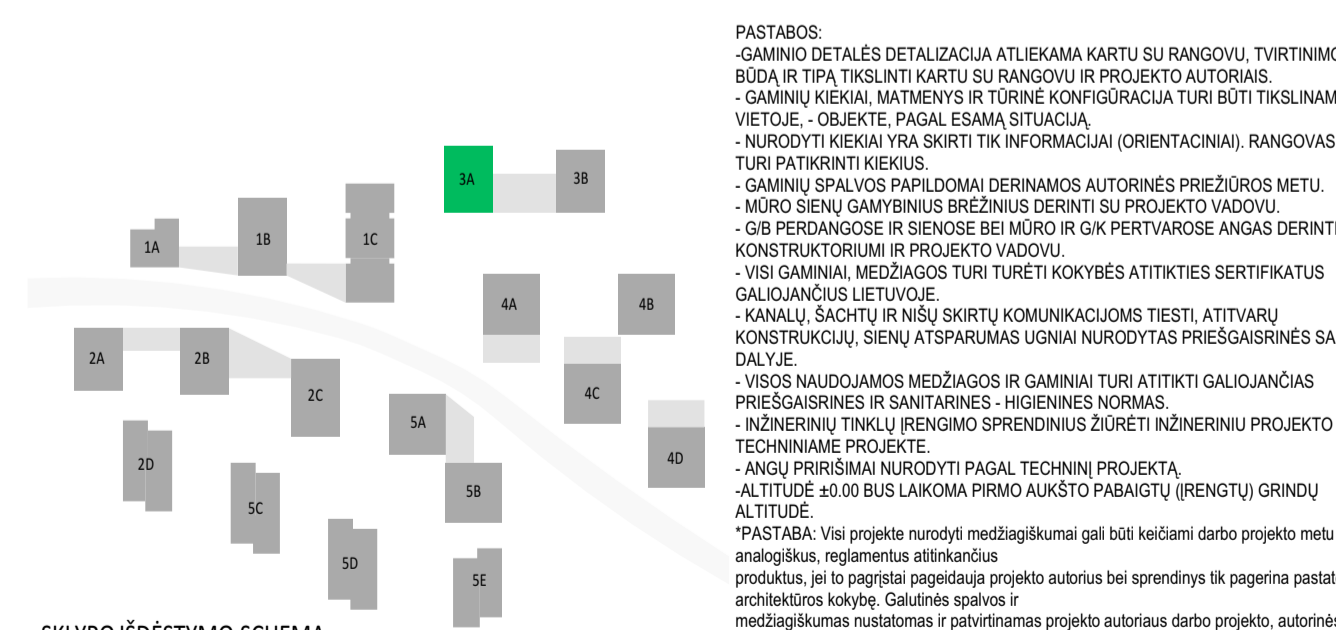 3A
3B
1A
1B
1C
4A
4B
2A
2B
2C
4C
5A
2D
4D
5B
5C
5D
5E
PASTABOS:
-GAMINIO DETALĖS DETALIZACIJA ATLIEKAMA KARTU SU RANGOVU, TVIRTINIMO
BŪDĄ IR TIPĄ TIKSLINTI KARTU SU RANGOVU IR PROJEKTO AUTORIAIS.
- GAMINIŲ KIEKIAI, MATMENYS IR TŪRINĖ KONFIGŪRACIJA TURI BŪTI TIKSLINAM
VIETOJE, - OBJEKTE, PAGAL ESAMĄ SITUACIJĄ.
- NURODYTI KIEKIAI YRA SKIRTI TIK INFORMACIJAI (ORIENTACINIAI). RANGOVAS
TURI PATIKRINTI KIEKIUS.
- GAMINIŲ SPALVOS PAPILDOMAI DERINAMOS AUTORINĖS PRIEŽIŪROS METU.
- MŪRO SIENŲ GAMYBINIUS BRĖŽINIUS DERINTI SU PROJEKTO VADOVU.
- G/B PERDANGOSE IR SIENOSE BEI MŪRO IR G/K PERTVAROSE ANGAS DERINTI
KONSTRUKTORIUMI IR PROJEKTO VADOVU.
- VISI GAMINIAI, MEDŽIAGOS TURI TURĖTI KOKYBĖS ATITIKTIES SERTIFIKATUS
GALIOJANČIUS LIETUVOJE.
- KANALŲ, ŠACHTŲ IR NIŠŲ SKIRTŲ KOMUNIKACIJOMS TIESTI, ATITVARŲ
KONSTRUKCIJŲ, SIENŲ ATSPARUMAS UGNIAI NURODYTAS PRIEŠGAISRINĖS SA
DALYJE.
- VISOS NAUDOJAMOS MEDŽIAGOS IR GAMINIAI TURI ATITIKTI GALIOJANČIAS
PRIEŠGAISRINES IR SANITARINES - HIGIENINES NORMAS.
- INŽINERINIŲ TINKLŲ ĮRENGIMO SPRENDINIUS ŽIŪRĖTI INŽINERINIU PROJEKTO
TECHNINIAME PROJEKTE.
- ANGŲ PRIRIŠIMAI NURODYTI PAGAL TECHNINĮ PROJEKTĄ.
-ALTITUDĖ ±0.00 BUS LAIKOMA PIRMO AUKŠTO PABAIGTŲ (ĮRENGTŲ) GRINDŲ
ALTITUDĖ.
*PASTABA: Visi projekte nurodyti medžiagiškumai gali būti keičiami darbo projekto metu
analogiškus, reglamentus atitinkančius
produktus, jei to pagrįstai pageidauja projekto autorius bei sprendinys tik pagerina pastat
architektūros kokybę. Galutinės spalvos ir
medžiagiškumas nustatomas ir patvirtinamas projekto autoriaus darbo projekto, autorinės
SKLYPO IŠDĖSTYMO SCHEMA